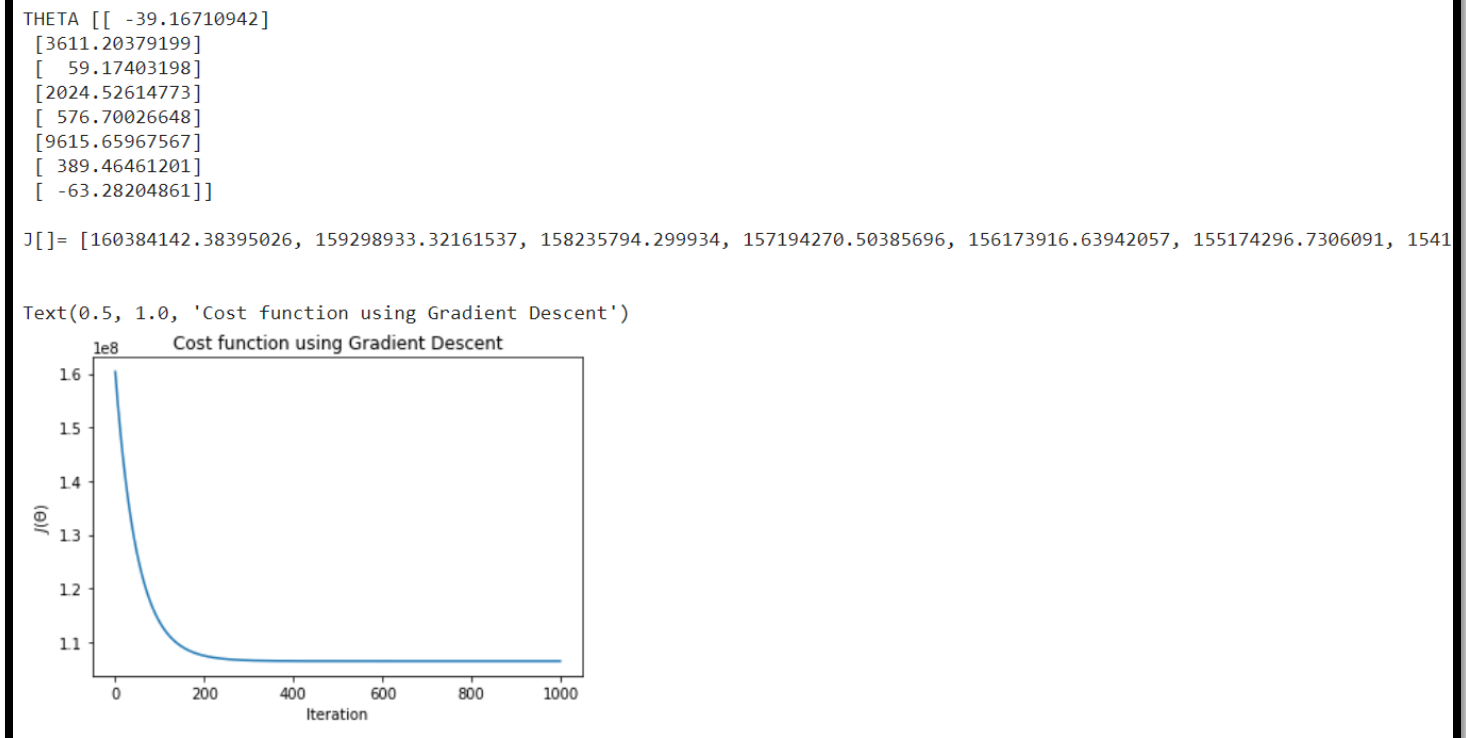 THETA [[ -39.16710942]
[3611.20379199]
[ 59.17403198]
[2024.52614773]
[ 576.70026648]
[9615.65967567]
[ 389.46461201]
[ -63.28204861]]
J[]= [160384142.38395026, 159298933.32161537, 158235794.299934, 157194270.50385696, 156173916.63942057, 155174296.7306091, 1541
Text(0.5, 1.0, 'Cost function using Gradient Descent')
Cost function using Gradient Descent
1e8
1.6
1.5
1.4
1.3
1.2
1.1
J(Θ)
0 200 400 600 800 1000
Iteration